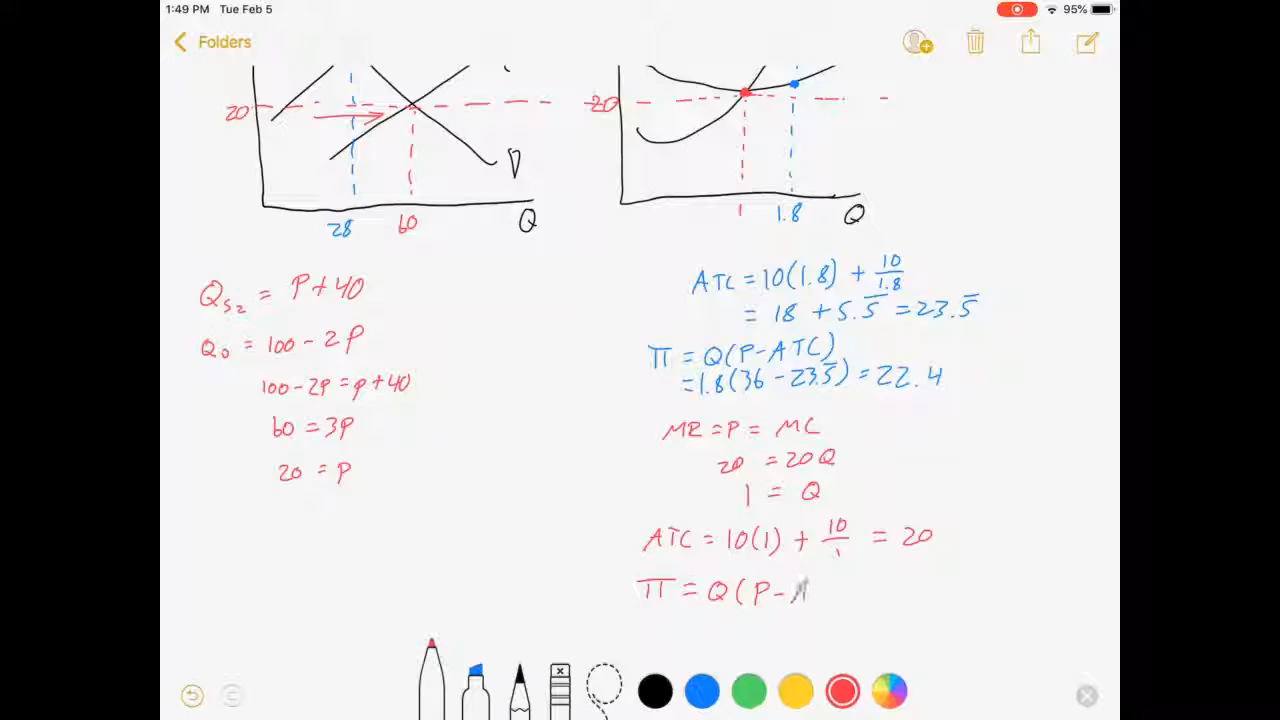 1:49 PM Tue Feb 5
95%
Folders
20
D
28
60
Q
20
1
1.8
Q
Qs₂ = P+40
QD = 100 - 2P
100-2P = P+40
60 = 3P
20 = P
ATC = 10(1.8) + 10/1.8
= 18 + 5.5̅ = 23.5̅
π = Q(P-ATC)
= 1.8(36 - 23.5̅) = 22.4
MR = P = MC
20 = 20Q
1 = Q
ATC = 10(1) + 10/1 = 20
π = Q(P-